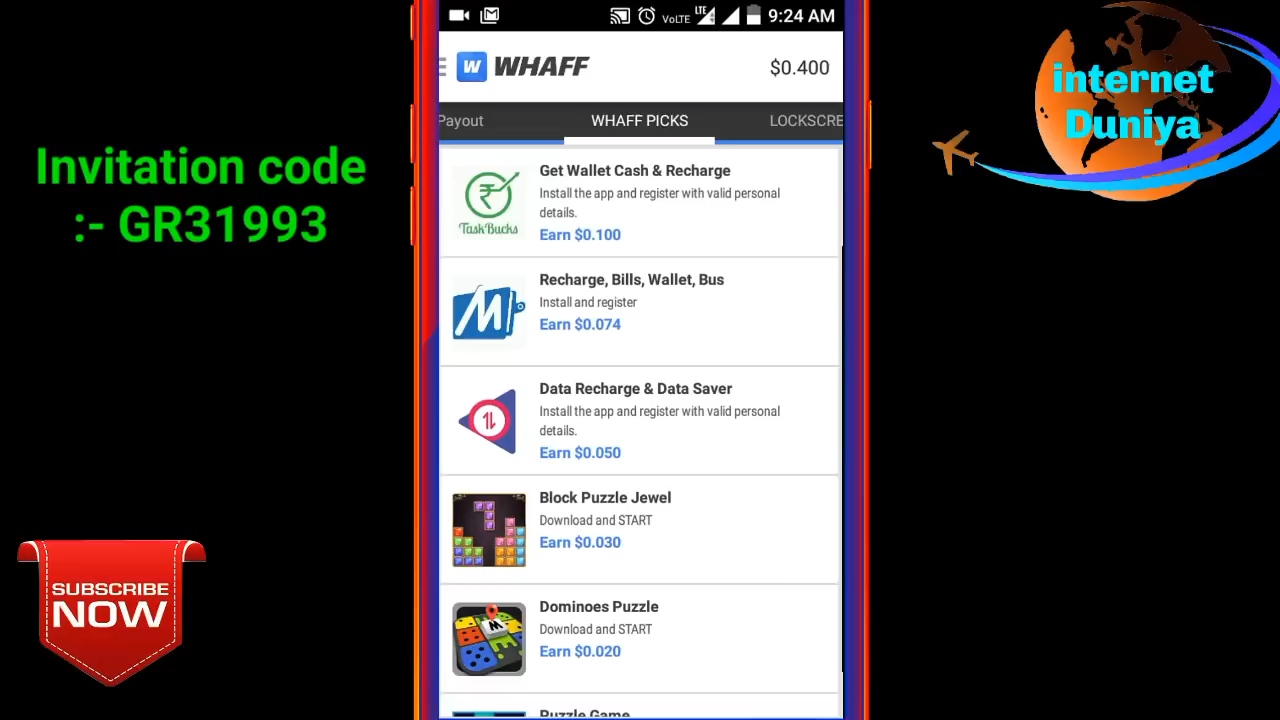 Invitation code
:- GR31993
SUBSCRIBE
NOW
LTE
VoLTE
9:24 AM
W WHAFF
$0.400
Payout
WHAFF PICKS
LOCKSCRE
TaskBucks
Get Wallet Cash & Recharge
Install the app and register with valid personal
details.
Earn $0.100
M
Recharge, Bills, Wallet, Bus
Install and register
Earn $0.074
Data Recharge & Data Saver
Install the app and register with valid personal
details.
Earn $0.050
Block Puzzle Jewel
Download and START
Earn $0.030
M
Dominoes Puzzle
Download and START
Earn $0.020
Puzzle Game
internet
Duniya